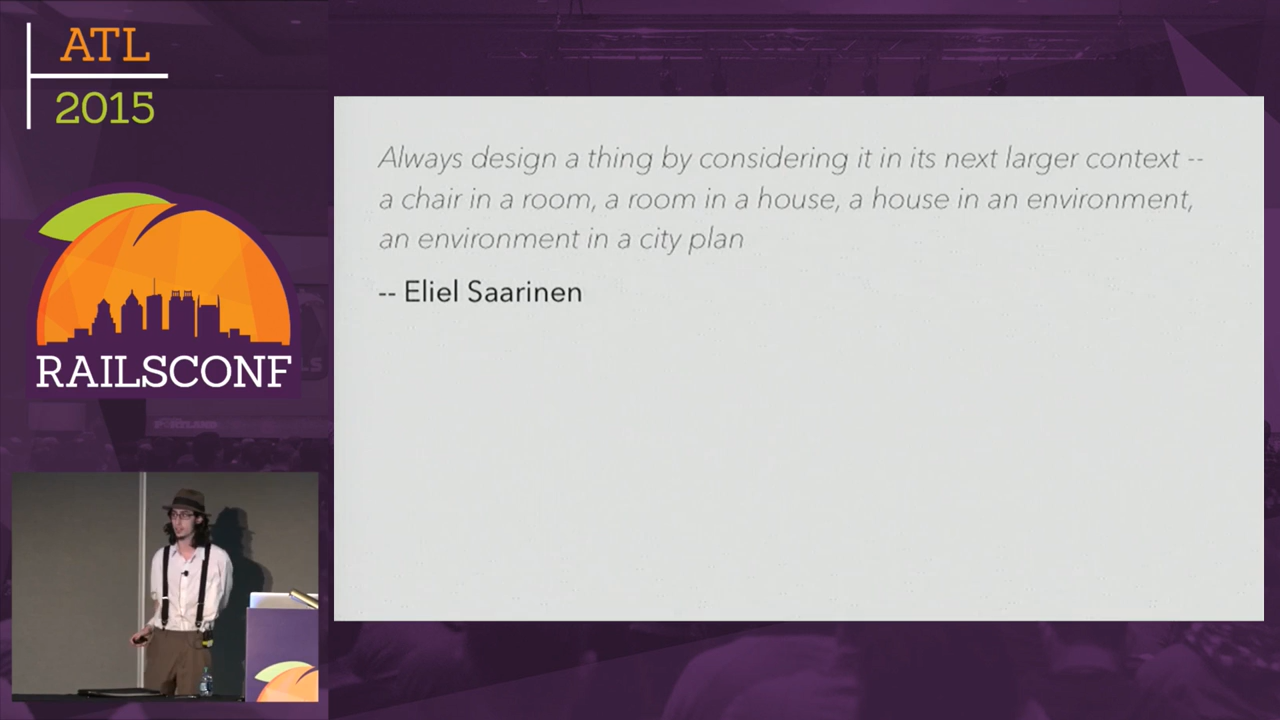 ATL
2015
RAILSCONF
Always design a thing by considering it in its next larger context --
a chair in a room, a room in a house, a house in an environment,
an environment in a city plan
-- Eliel Saarinen